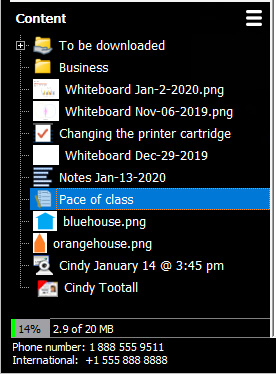 Content
To be downloaded
Business
Whiteboard Jan-2-2020.png
Whiteboard Nov-06-2019.png
Changing the printer cartridge
Whiteboard Dec-29-2019
Notes Jan-13-2020
Pace of class
bluehouse.png
orangehouse.png
Cindy January 14 @ 3:45 pm
Cindy Tootall
14% 2.9 of 20 MB
Phone number: 1 888 555 9511
International: +1 555 888 8888